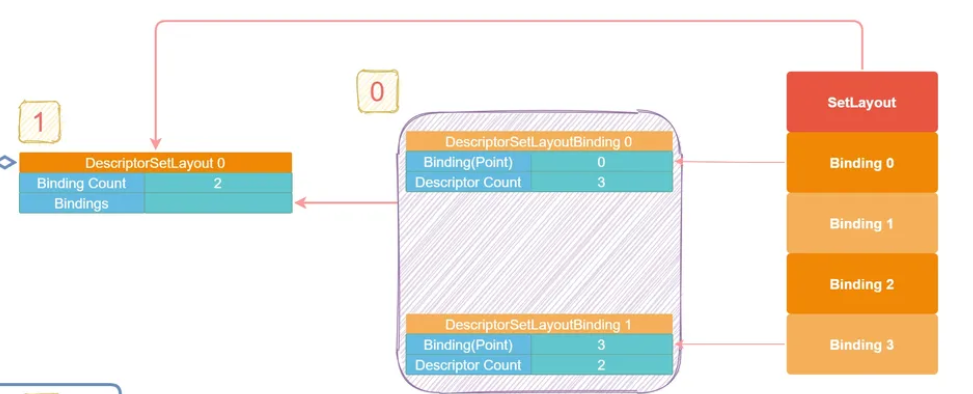 1
DescriptorSetLayout 0
Binding Count 2
Bindings
0
DescriptorSetLayoutBinding 0
Binding(Point) 0
Descriptor Count 3
DescriptorSetLayoutBinding 1
Binding(Point) 3
Descriptor Count 2
SetLayout
Binding 0
Binding 1
Binding 2
Binding 3